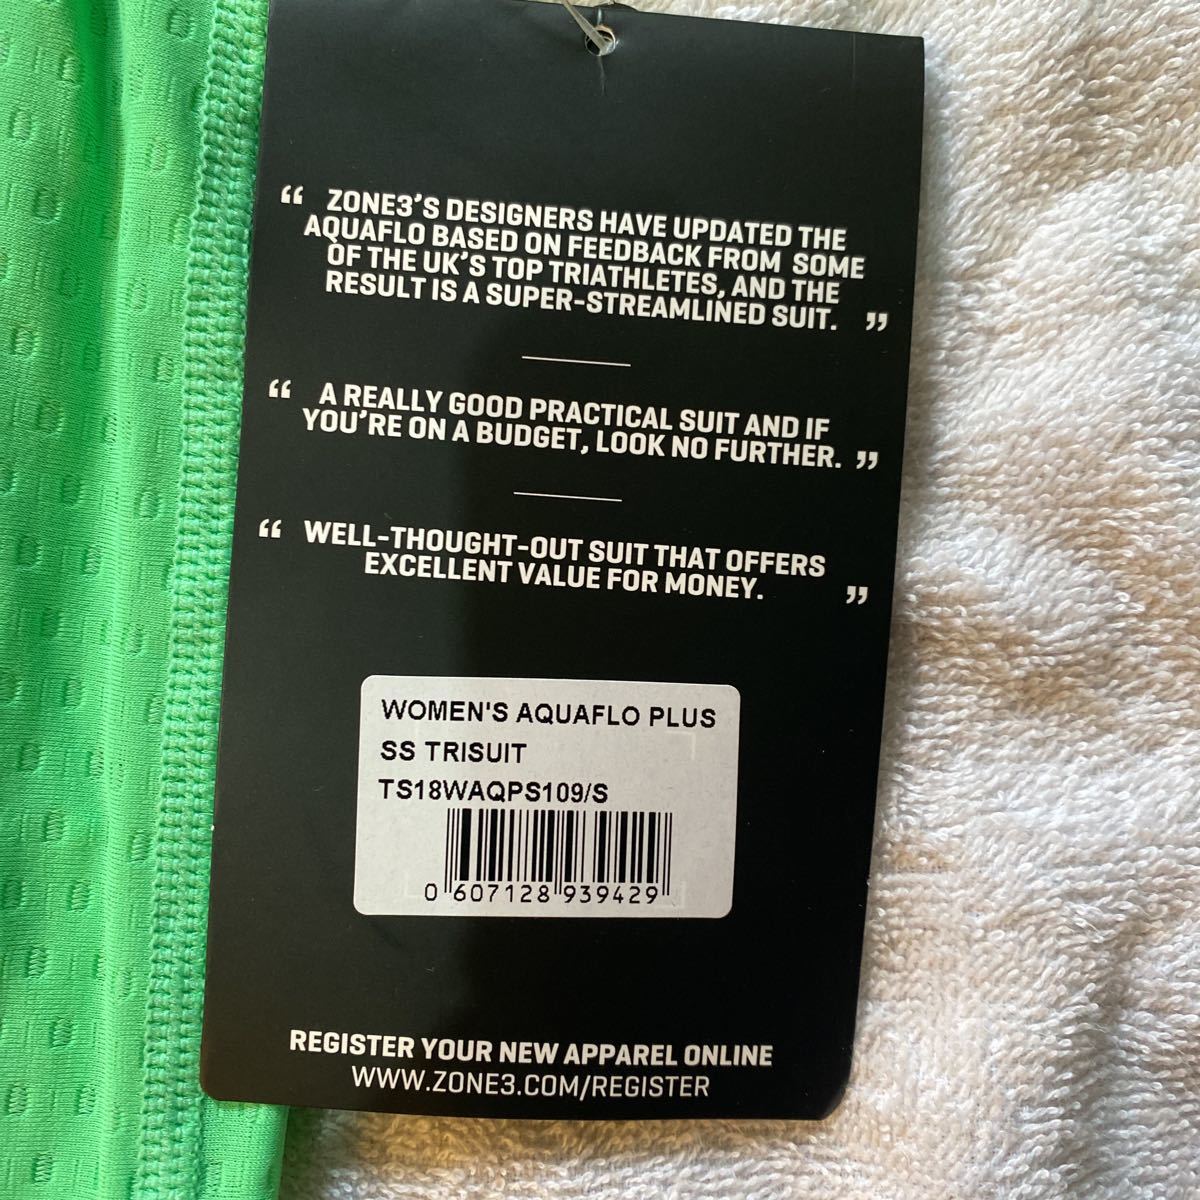 “ ZONE3'S DESIGNERS HAVE UPDATED THE
AQUAFLO BASED ON FEEDBACK FROM SOME
OF THE UK'S TOP TRIATHLETES, AND THE
RESULT IS A SUPER-STREAMLINED SUIT. ”
“ A REALLY GOOD PRACTICAL SUIT AND IF
YOU'RE ON A BUDGET, LOOK NO FURTHER. ”
“ WELL-THOUGHT-OUT SUIT THAT OFFERS
EXCELLENT VALUE FOR MONEY. ”
WOMEN'S AQUAFLO PLUS
SS TRISUIT
TS18WAQPS109/S
0 607128 939429
REGISTER YOUR NEW APPAREL ONLINE
WWW.ZONE3.COM/REGISTER